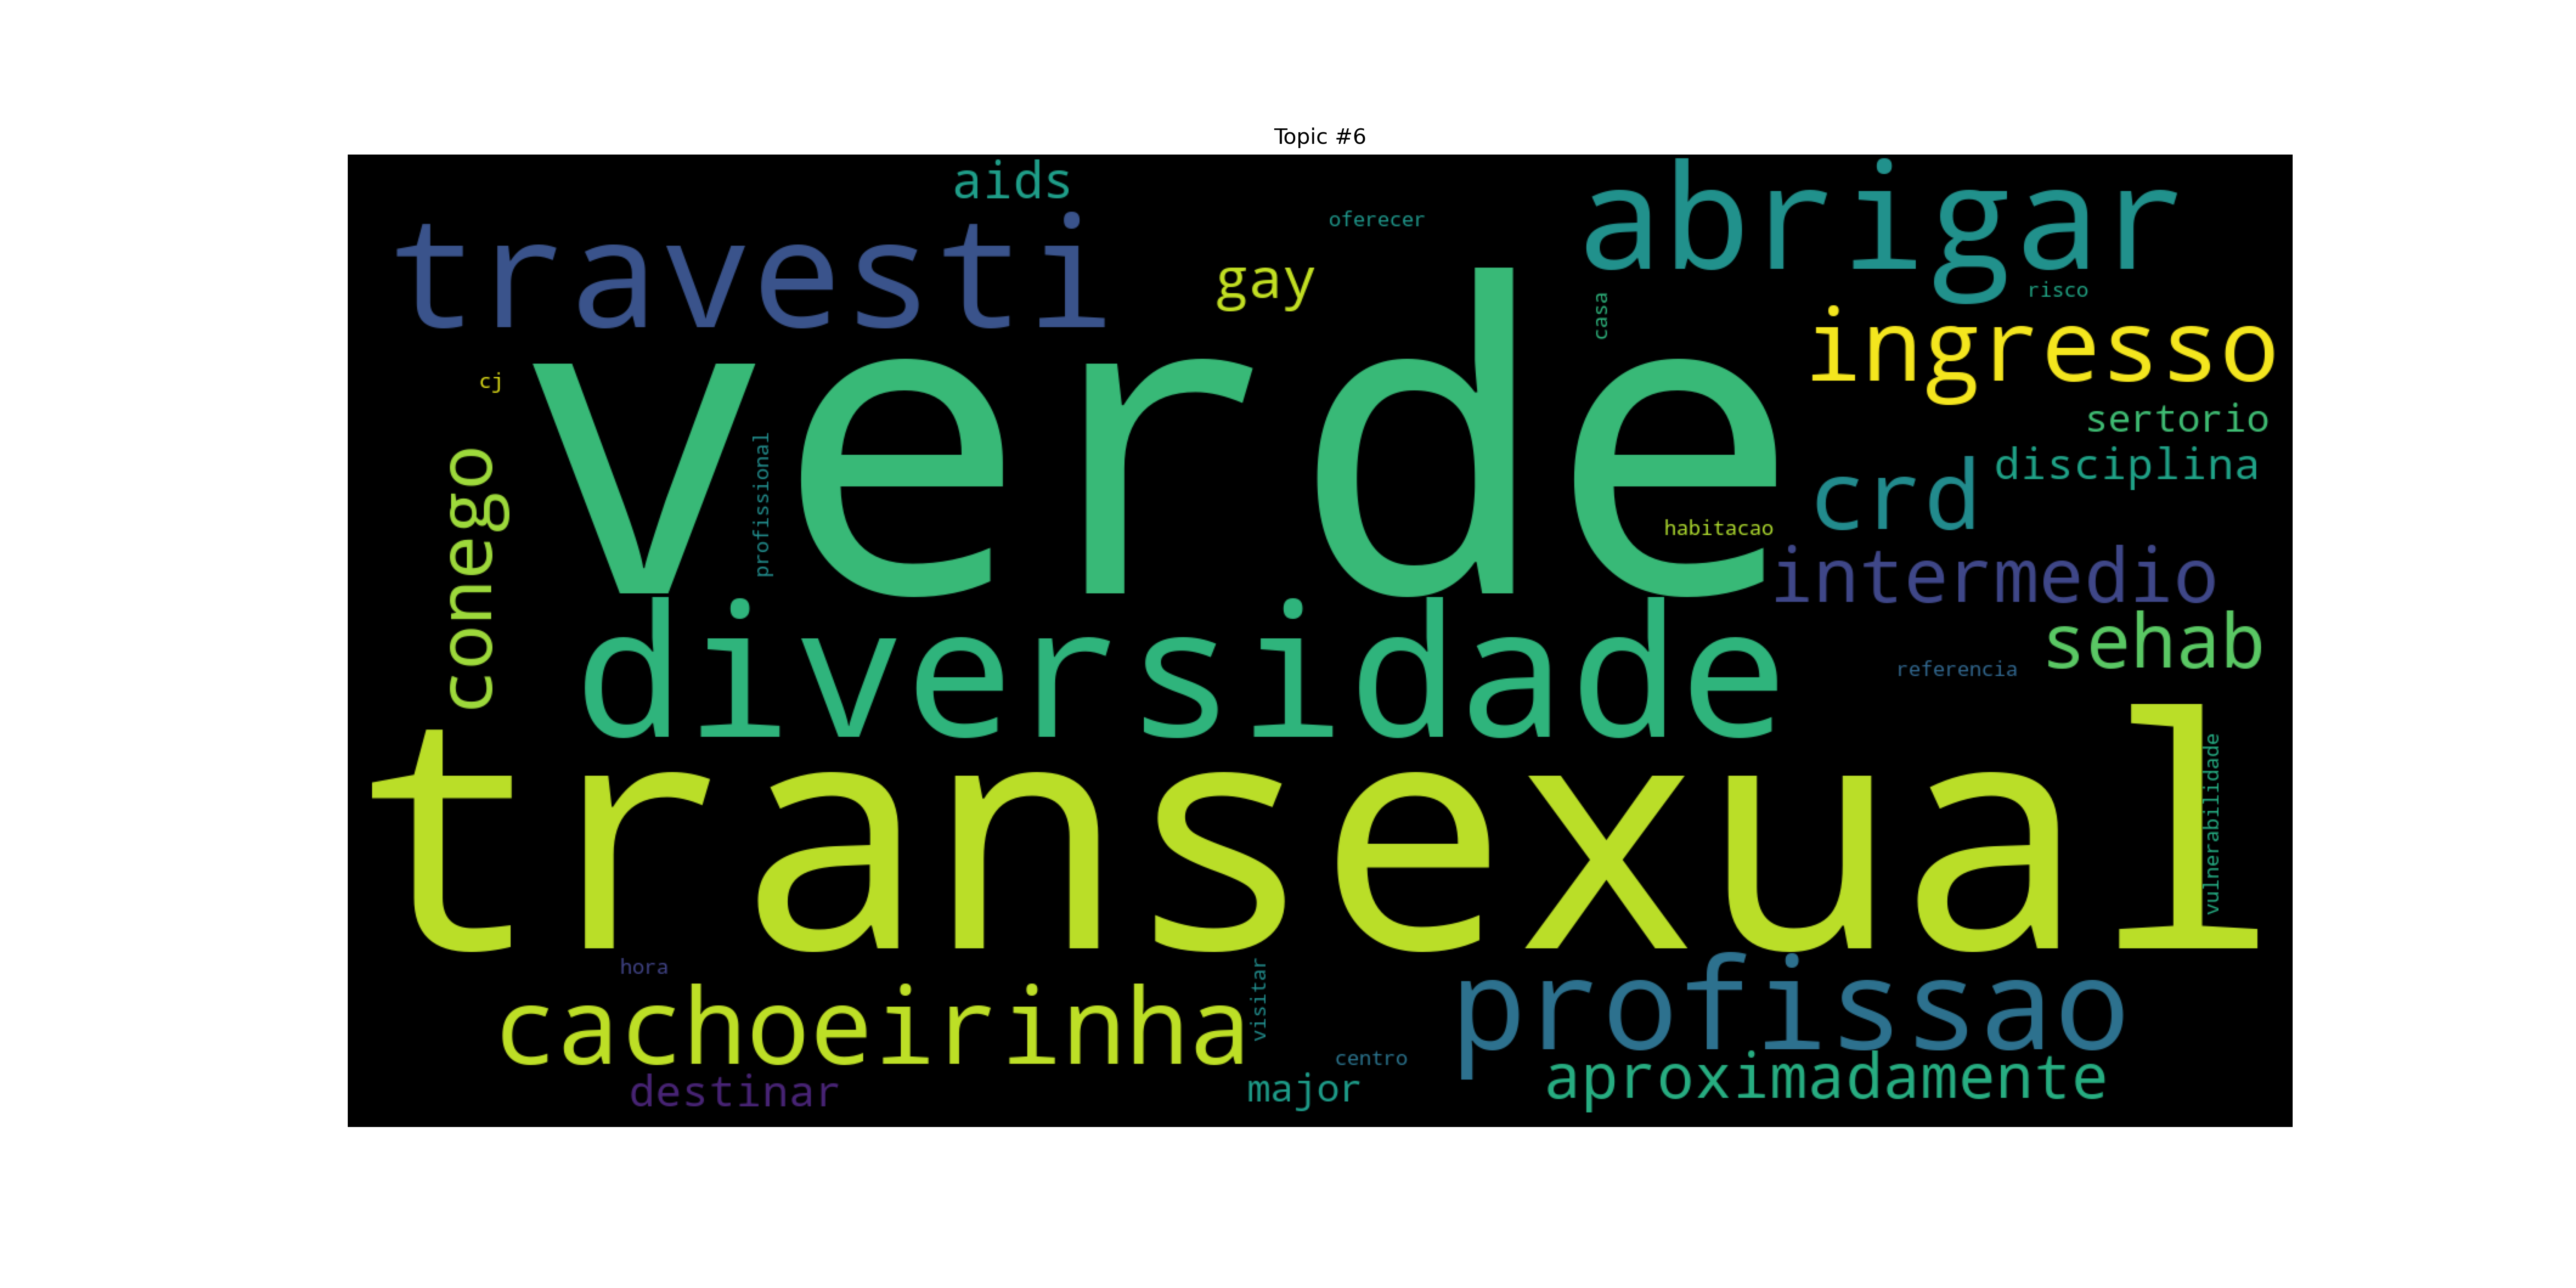 Topic #6
aids
travesti
oferecer
abrigar
gay
casa
risco
ingresso
cj
verde
sertorio
conego
profissional
disciplina
crd
habitacao
intermedio
diversidade
sehab
referencia
transexual
vulnerabilidade
hora
visitar
cachoeirinha
profissao
centro
destinar
major
aproximadamente